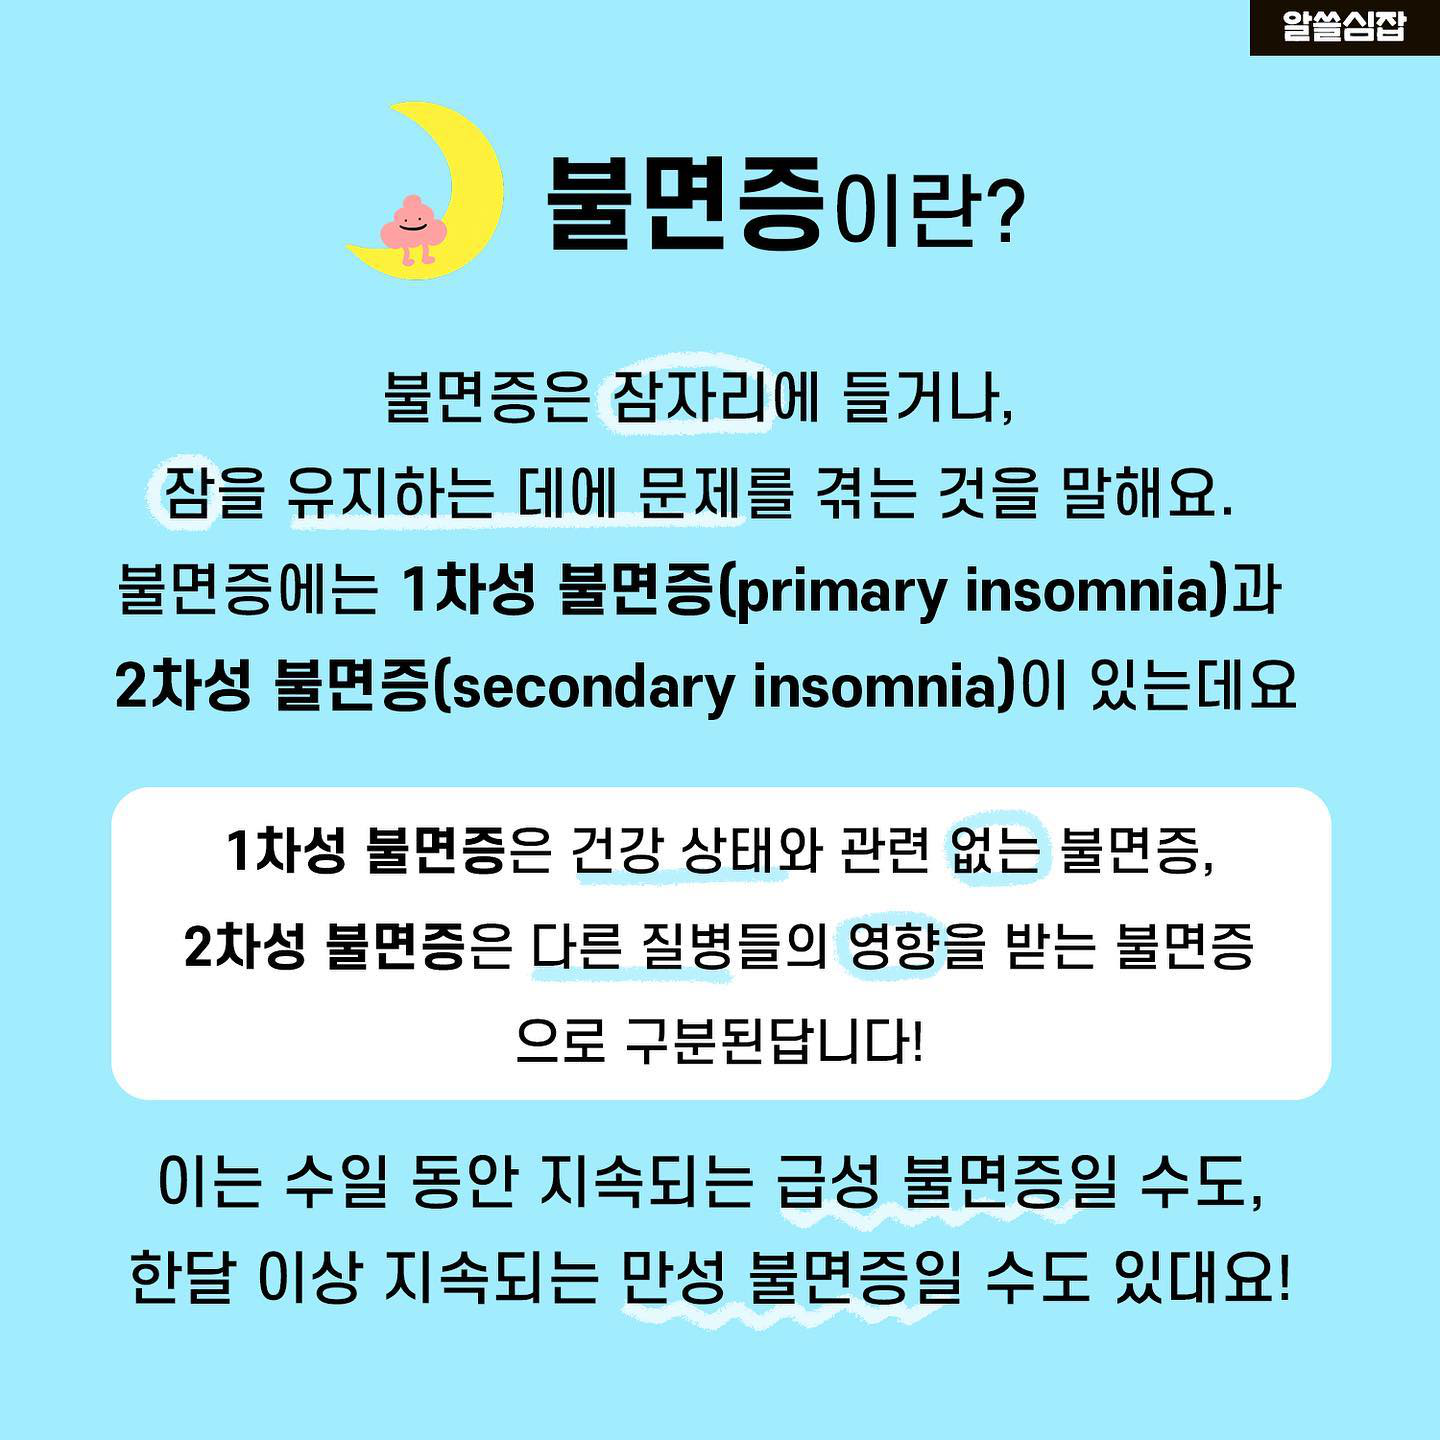 알쓸심잡
불면증이란?
불면증은 잠자리에 들거나,
잠을 유지하는 데에 문제를 겪는 것을 말해요.
불면증에는 1차성 불면증(primary insomnia)과
2차성 불면증(secondary insomnia)이 있는데요
1차성 불면증은 건강 상태와 관련 없는 불면증,
2차성 불면증은 다른 질병들의 영향을 받는 불면증
으로 구분된답니다!
이는 수일 동안 지속되는 급성 불면증일 수도,
한달 이상 지속되는 만성 불면증일 수도 있대요!